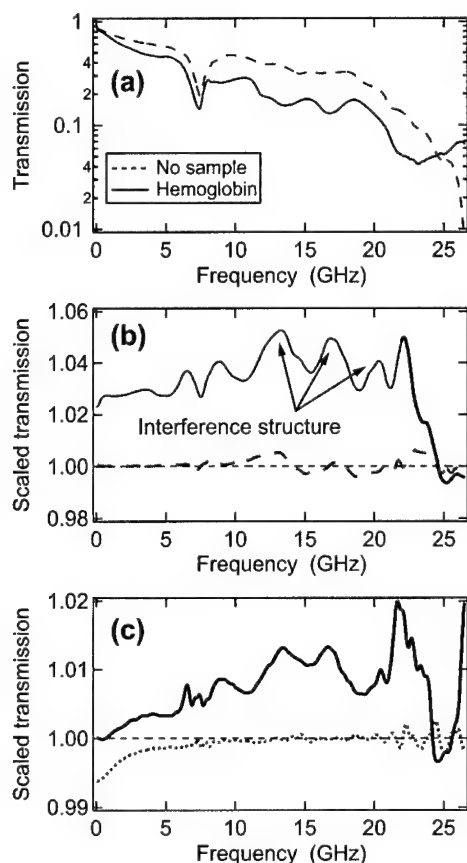 (a)
Transmission
1
4
2
0.1
4
2
0.01
No sample
Hemoglobin
0 5 10 15 20 25
Frequency (GHz)
(b)
Scaled transmission
1.06
1.04
1.02
1.00
0.98
Interference structure
0 5 10 15 20 25
Frequency (GHz)
(c)
Scaled transmission
1.02
1.01
1.00
0.99
0 5 10 15 20 25
Frequency (GHz)